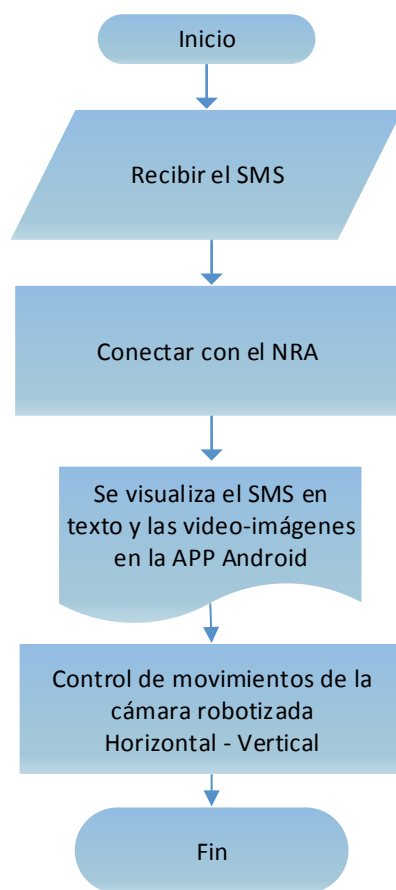 Inicio
Recibir el SMS
Conectar con el NRA
Se visualiza el SMS en
texto y las video-imágenes
en la APP Android
Control de movimientos de la
cámara robotizada
Horizontal - Vertical
Fin